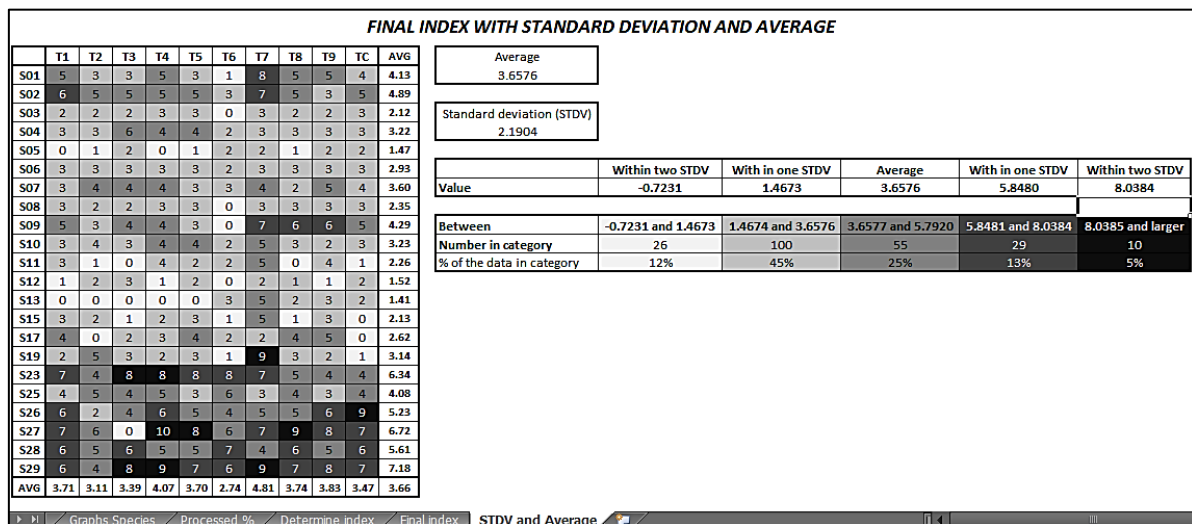 FINAL INDEX WITH STANDARD DEVIATION AND AVERAGE
T1 T2 T3 T4 T5 T6 T7 T8 T9 TC AVG
S01 5 3 3 5 3 1 8 5 5 4 4.13
S02 6 5 5 5 5 3 7 5 3 5 4.89
S03 2 2 2 3 3 0 3 2 2 3 2.12
S04 3 3 6 4 4 2 3 3 3 3 3.22
S05 0 1 2 0 1 2 2 1 2 2 1.47
S06 3 3 3 3 3 3 3 3 3 3 2.93
S07 3 4 4 4 3 3 4 2 5 4 3.60
S08 3 2 2 3 3 0 3 3 3 3 2.35
S09 5 3 4 4 3 0 7 6 6 5 4.29
S10 3 4 3 4 4 2 5 3 2 3 3.23
S11 3 1 0 4 2 2 5 0 4 1 2.26
S12 1 2 3 1 2 0 2 1 1 2 1.52
S13 0 0 0 0 0 3 5 2 3 2 1.41
S15 3 2 1 2 3 1 5 1 3 0 2.13
S17 4 0 2 3 4 2 2 4 5 0 2.62
S19 2 5 3 2 3 1 9 3 2 1 3.14
S23 7 4 8 8 8 8 7 5 4 4 6.34
S25 4 5 4 5 3 6 3 4 3 4 4.08
S26 6 2 4 6 5 4 5 5 6 9 5.23
S27 7 6 0 10 8 6 7 9 8 7 6.72
S28 6 5 6 5 5 7 4 6 5 6 5.61
S29 6 4 8 9 7 6 9 7 8 7 7.18
AVG 3.71 3.11 3.39 4.07 3.70 2.74 4.81 3.74 3.83 3.47 3.66
Average
3.6576
Standard deviation (STDV)
2.1904
Within two STDV With in one STDV Average With in one STDV Within two STDV
Value -0.7231 1.4673 3.6576 5.8480 8.0384
Between -0.7231 and 1.4673 1.4674 and 3.6576 3.6577 and 5.7920 5.8481 and 8.0384 8.0385 and larger
Number in category 26 100 55 29 10
% of the data in category 12% 45% 25% 13% 5%
Graphs Species Processed % Determine index Final index STDV and Average